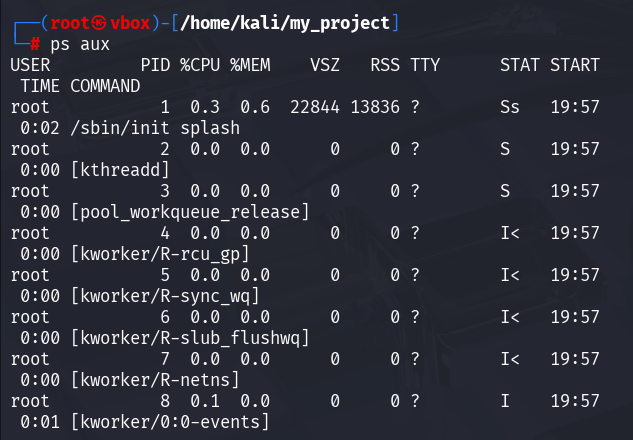 ┌──(root㉿vbox)-[/home/kali/my_project]
└─# ps aux
USER         PID %CPU %MEM    VSZ   RSS TTY      STAT START
 TIME COMMAND
root           1  0.3  0.6  22844 13836 ?        Ss   19:57
 0:02 /sbin/init splash
root           2  0.0  0.0      0     0 ?        S    19:57
 0:00 [kthreadd]
root           3  0.0  0.0      0     0 ?        S    19:57
 0:00 [pool_workqueue_release]
root           4  0.0  0.0      0     0 ?        I<   19:57
 0:00 [kworker/R-rcu_gp]
root           5  0.0  0.0      0     0 ?        I<   19:57
 0:00 [kworker/R-sync_wq]
root           6  0.0  0.0      0     0 ?        I<   19:57
 0:00 [kworker/R-slub_flushwq]
root           7  0.0  0.0      0     0 ?        I<   19:57
 0:00 [kworker/R-netns]
root           8  0.1  0.0      0     0 ?        I    19:57
 0:01 [kworker/0:0-events]